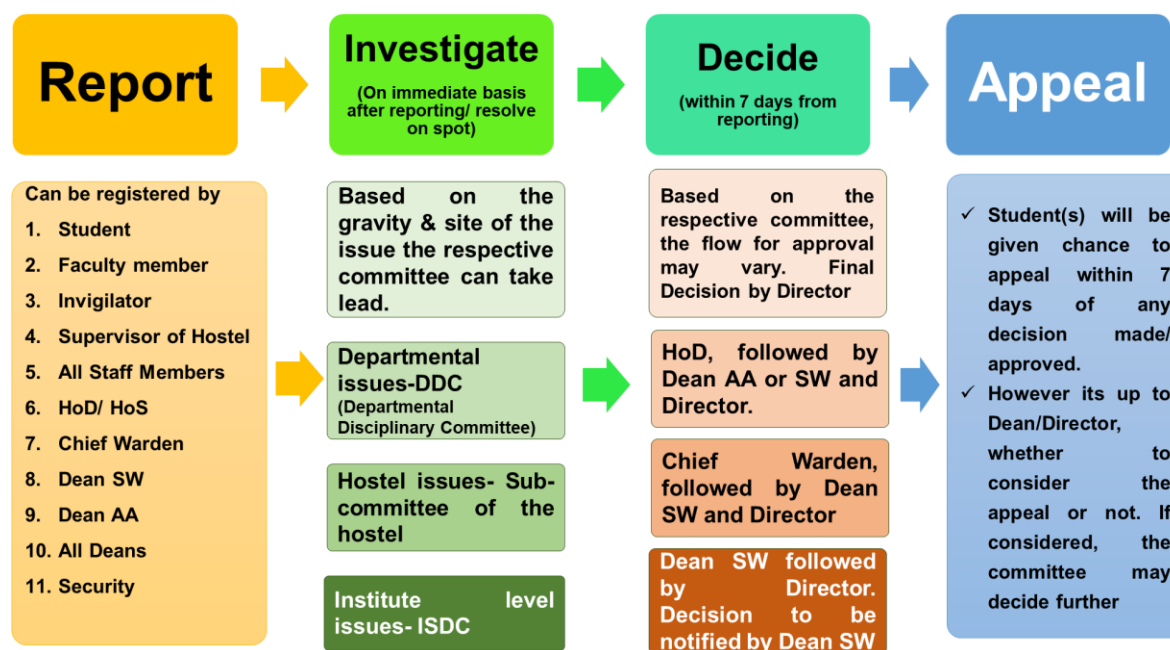 Report
Investigate
(On immediate basis
after reporting/ resolve
on spot)
Decide
(within 7 days from
reporting)
Appeal
Can be registered by
1. Student
2. Faculty member
3. Invigilator
4. Supervisor of Hostel
5. All Staff Members
6. HoD/ HoS
7. Chief Warden
8. Dean SW
9. Dean AA
10. All Deans
11. Security
Based on the
gravity & site of the
issue the respective
committee can take
lead.
Departmental
issues-DDC
(Departmental
Disciplinary Committee)
Hostel issues- Sub-
committee of the
hostel
Institute level
issues- ISDC
Based on the
respective committee,
the flow for approval
may vary. Final
Decision by Director
HoD, followed by
Dean AA or SW and
Director.
Chief Warden,
followed by Dean
SW and Director
Dean SW followed
by Director.
Decision to be
notified by Dean SW
✓ Student(s) will be
given chance to
appeal within 7
days of any
decision made/
approved.
✓ However its up to
Dean/Director,
whether to
consider the
appeal or not. If
considered, the
committee may
decide further